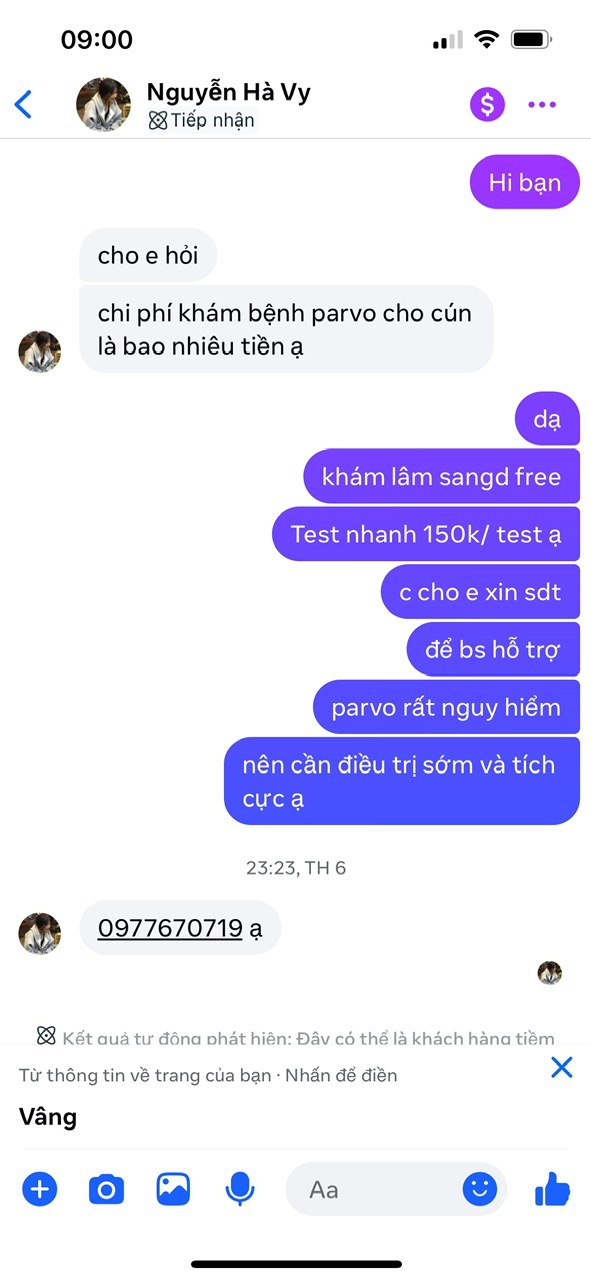 09:00
Nguyễn Hà Vy
Tiếp nhận
Hi bạn
cho e hỏi
chi phí khám bệnh parvo cho cún
là bao nhiêu tiền ạ
dạ
khám lâm sangd free
Test nhanh 150k/ test ạ
c cho e xin sdt
để bs hỗ trợ
parvo rất nguy hiểm
nên cần điều trị sớm và tích
cực ạ
23:23, TH 6
0977670719 ạ
Kết quả tự động phát hiện: Đây có thể là khách hàng tiềm
Từ thông tin về trang của bạn · Nhấn để điền
Vâng
Aa